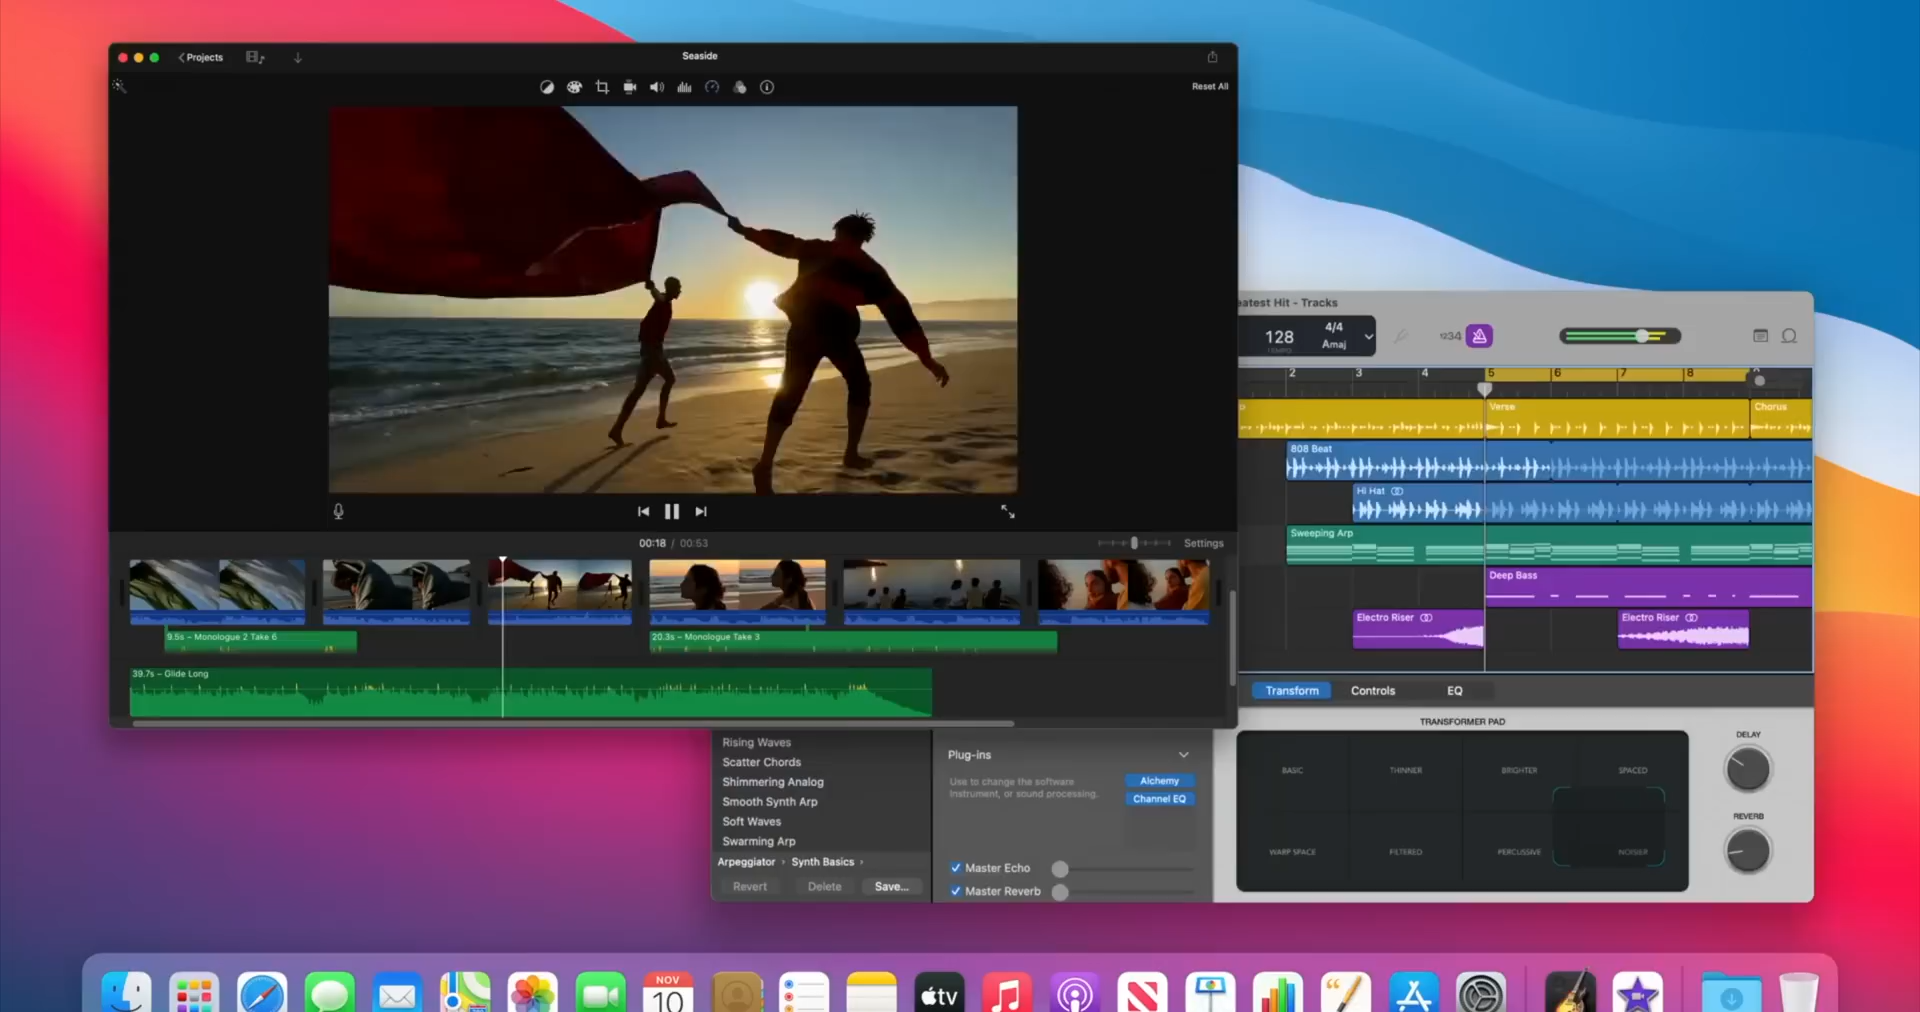 Projects
Seaside
Reset All
00:18 / 00:53
Settings
9.5s – Monologue 2 Take 6
20.3s – Monologue Take 3
39.7s – Glide Long
eatest Hit - Tracks
128
TEMPO
4/4
Amaj
1234
2 3 4 5 6 7 8
o
Verse
Chorus
808 Beat
Hi Hat
Sweeping Arp
Deep Bass
Electro Riser
Electro Riser
Transform
Controls
EQ
TRANSFORMER PAD
BASIC
THINNER
BRIGHTER
SPACED
WARP SPACE
FILTERED
PERCUSSIVE
NOISIER
DELAY
REVERB
Rising Waves
Scatter Chords
Shimmering Analog
Smooth Synth Arp
Soft Waves
Swarming Arp
Arpeggiator › Synth Basics ›
Revert
Delete
Save...
Plug-ins
Use to change the software
instrument, or sound processing.
Alchemy
Channel EQ
Master Echo
Master Reverb
NOV
10
tv